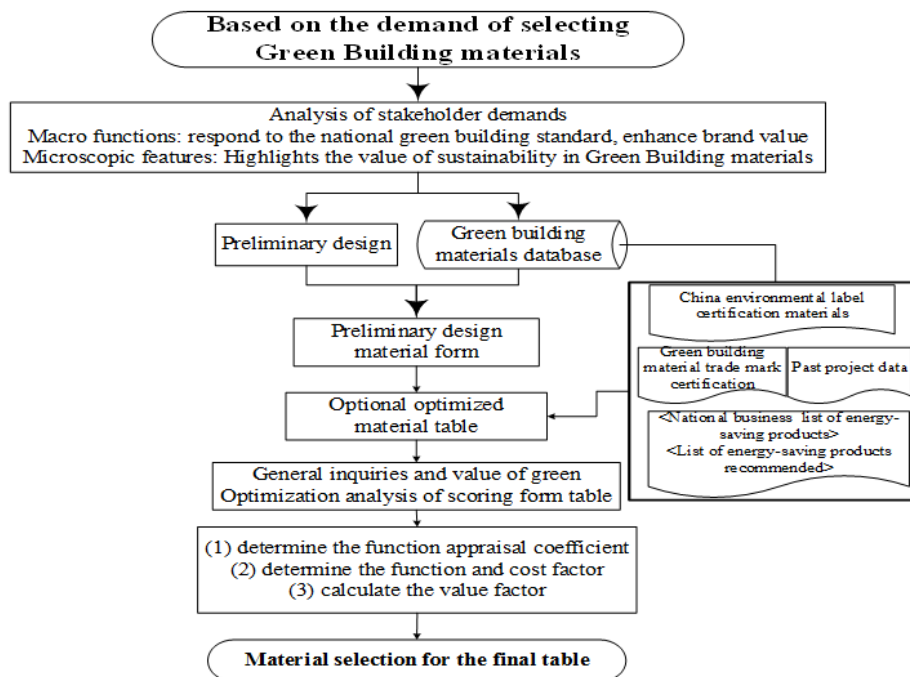 Based on the demand of selecting
Green Building materials
Analysis of stakeholder demands
Macro functions: respond to the national green building standard, enhance brand value
Microscopic features: Highlights the value of sustainability in Green Building materials
Preliminary design
Green building
materials database
China environmental label
certification materials
Preliminary design
material form
Green building
material trade mark
certification
Past project data
Optional optimized
material table
<National business list of energy-
saving products>
<List of energy-saving products
recommended>
General inquiries and value of green
Optimization analysis of scoring form table
(1) determine the function appraisal coefficient
(2) determine the function and cost factor
(3) calculate the value factor
Material selection for the final table